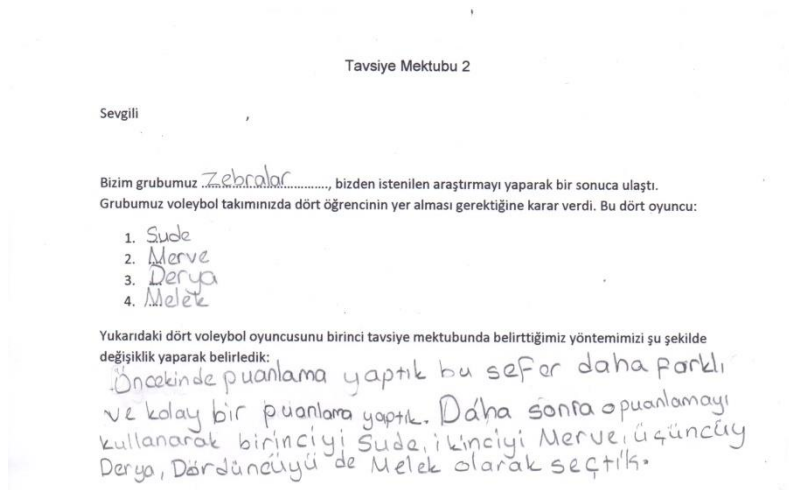 Tavsiye Mektubu 2
Sevgili ,
Bizim grubumuz Zebralar............, bizden istenilen araştırmayı yaparak bir sonuca ulaştı.
Grubumuz voleybol takımınızda dört öğrencinin yer alması gerektiğine karar verdi. Bu dört oyuncu:
1. Sude
2. Merve
3. Derya
4. Melek
Yukarıdaki dört voleybol oyuncusunu birinci tavsiye mektubunda belirttiğimiz yöntemimizi şu şekilde
değişiklik yaparak belirledik:
Öncekinde puanlama yaptık bu sefer daha farklı
ve kolay bir puanlama yaptık. Daha sonra o puanlamayı
kullanarak birinciyi Sude, ikinciyi Merve, üçüncüy
Derya, Dördüncüyü de Melek olarak seçtik.